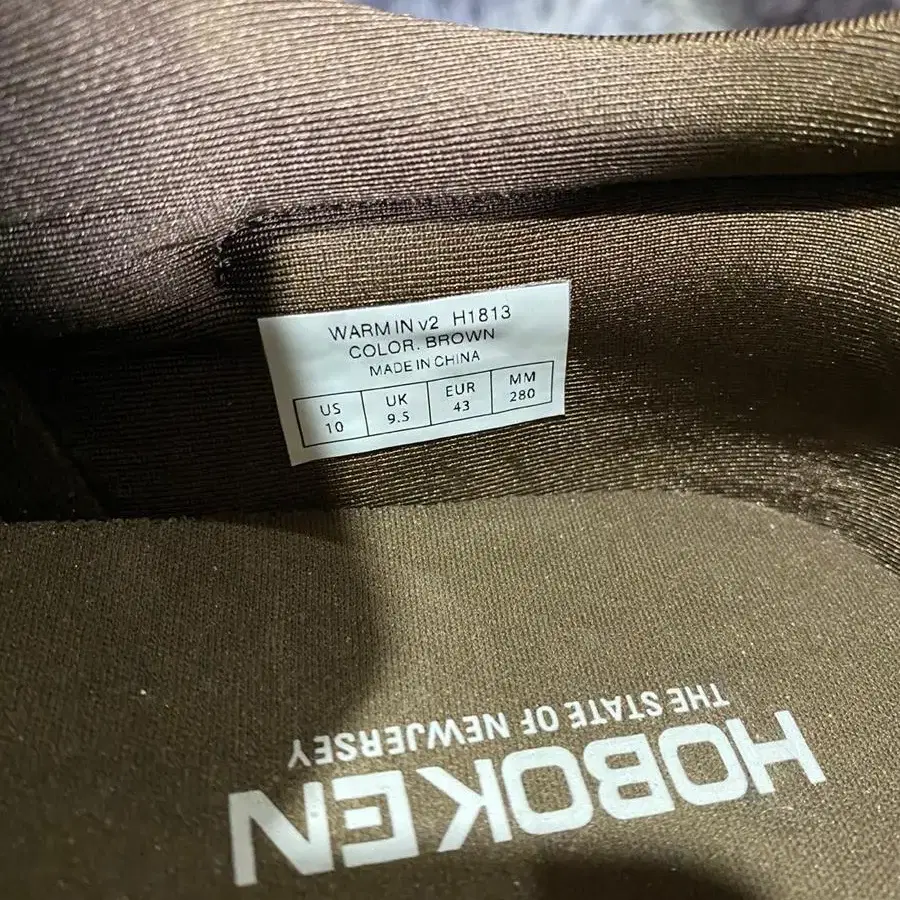 WARM IN v2 H1813
COLOR. BROWN
MADE IN CHINA
US UK EUR MM
10 9.5 43 280
HOBOKEN
THE STATE OF NEWJERSEY